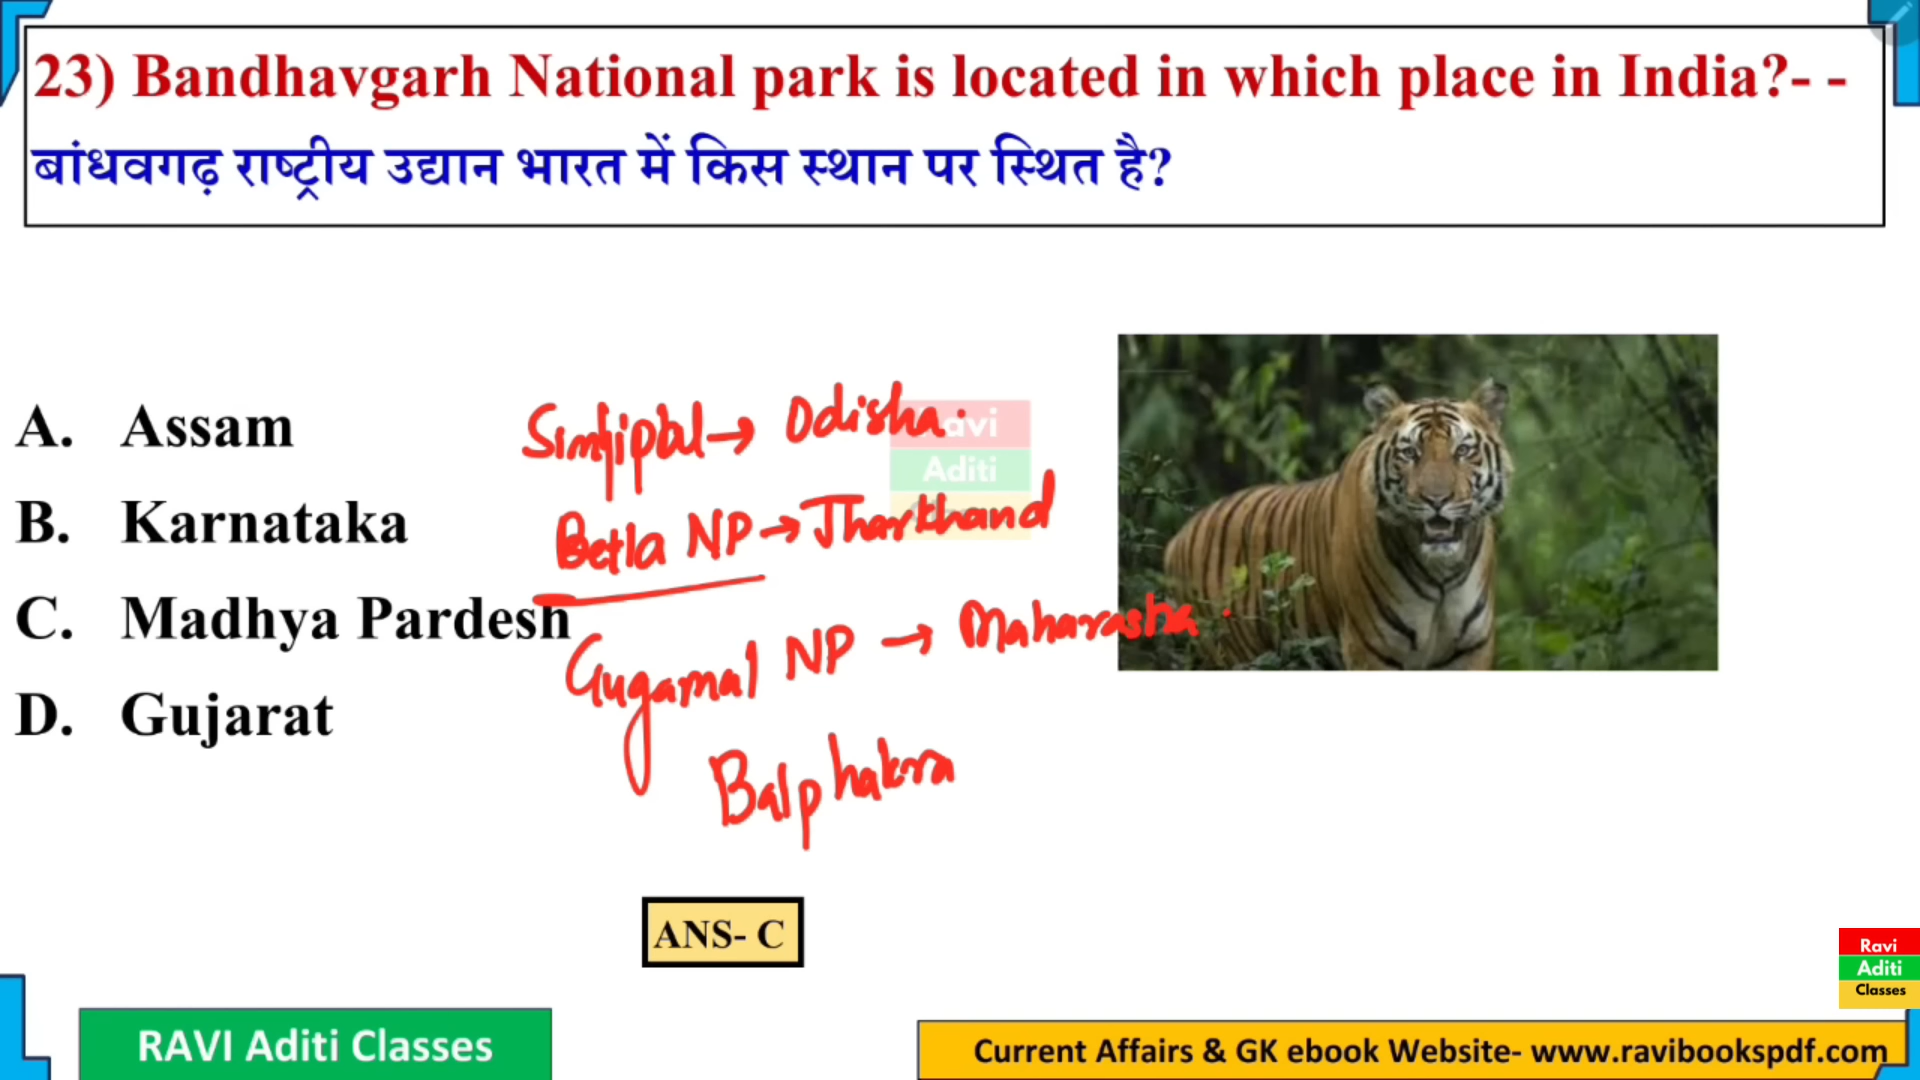 23) Bandhavgarh National park is located in which place in India?- -
बांधवगढ़ राष्ट्रीय उद्यान भारत में किस स्थान पर स्थित है?
A. Assam
B. Karnataka
C. Madhya Pardesh
D. Gujarat
Simlipal → Odisha.
Betla NP → Jharkhand
Gugamal NP → Maharastra.
Balphakra
Ravi
Aditi
ANS- C
Ravi
Aditi
Classes
RAVI Aditi Classes
Current Affairs & GK ebook Website- www.ravibookspdf.com